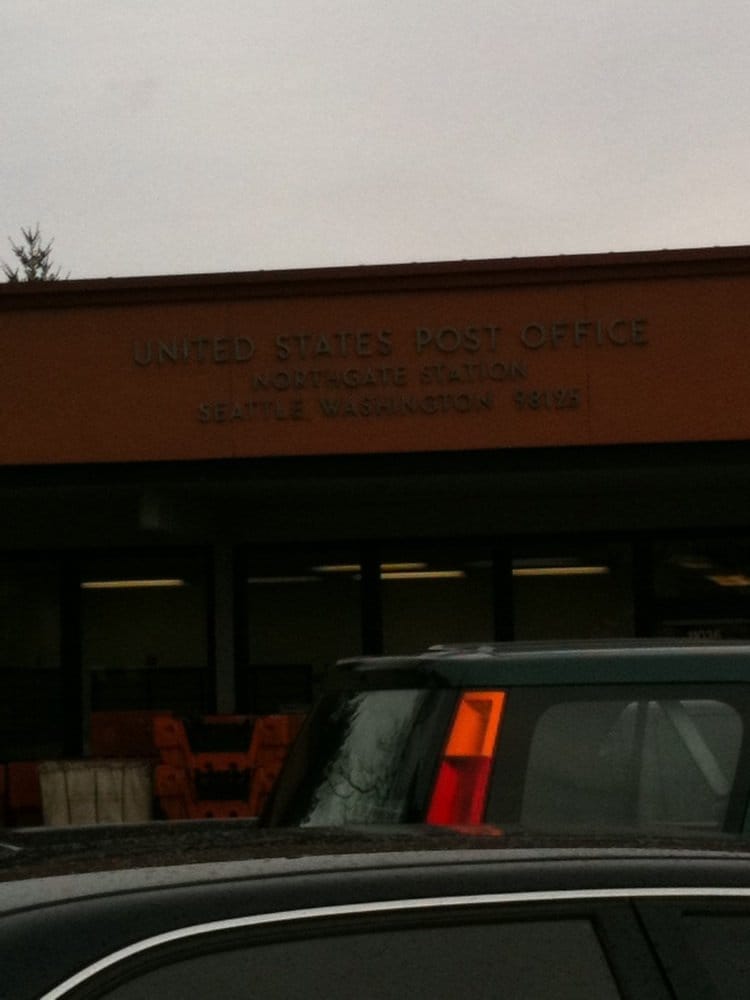 UNITED STATES POST OFFICE
NORTHGATE STATION
SEATTLE, WASHINGTON 98125